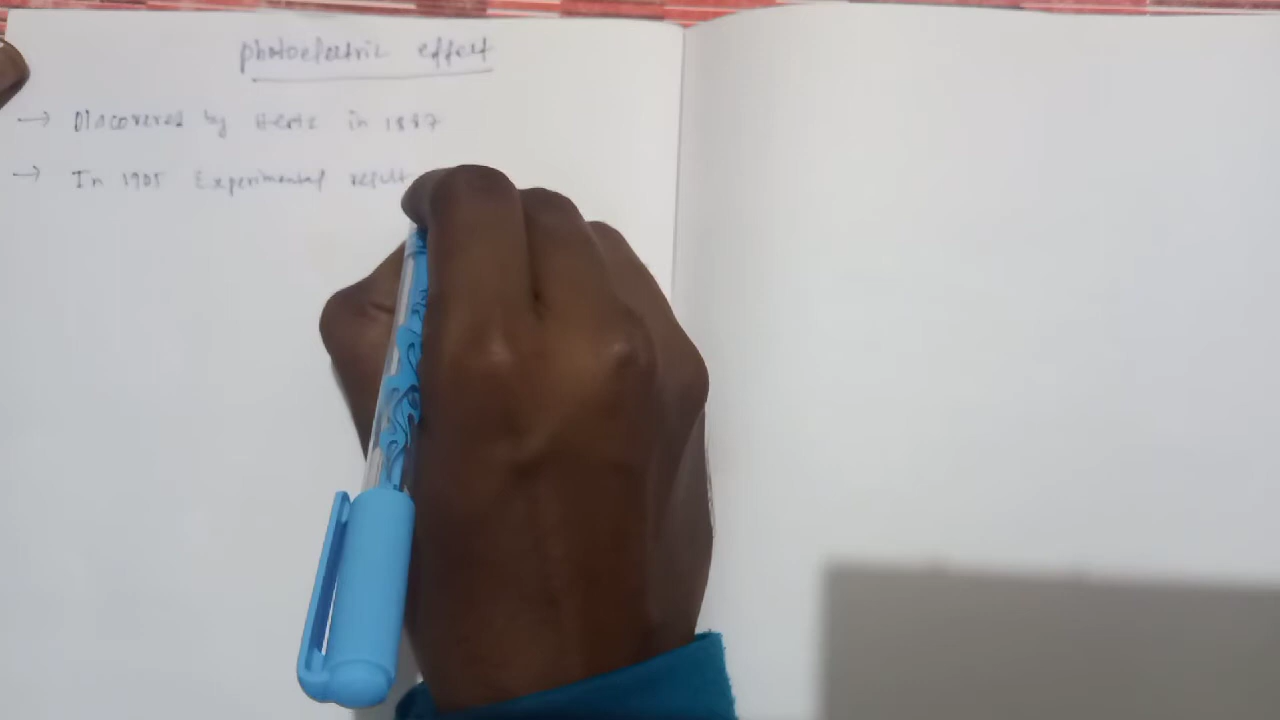 photoelectric effect
→ Discovered by Hertz in 1887
→ In 1905 Experimental result